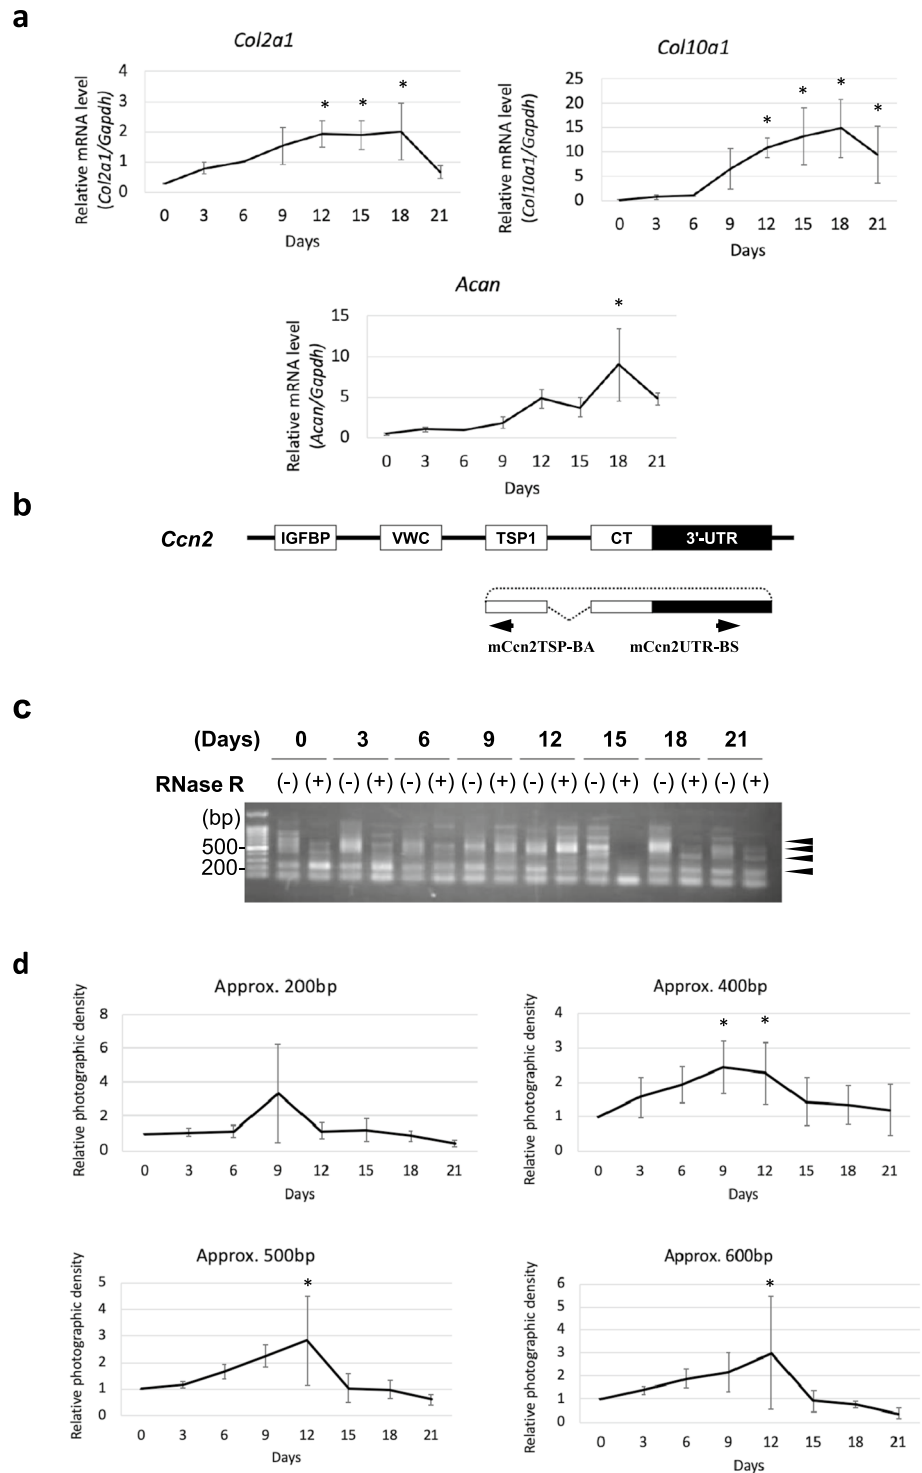 a
Col2a1
Relative mRNA level
(Col2a1/Gapdh)
4
3
2
1
0
* * *
0 3 6 9 12 15 18 21
Days
Col10a1
Relative mRNA level
(Col10a1/Gapdh)
25
20
15
10
5
0
* * * *
0 3 6 9 12 15 18 21
Days
Acan
Relative mRNA level
(Acan/Gapdh)
15
10
5
0
*
0 3 6 9 12 15 18 21
Days
b
Ccn2 IGFBP VWC TSP1 CT 3'-UTR
mCcn2TSP-BA mCcn2UTR-BS
c
(Days) 0 3 6 9 12 15 18 21
RNase R (-) (+) (-) (+) (-) (+) (-) (+) (-) (+) (-) (+) (-) (+) (-) (+)
(bp)
500-
200-
d
Approx. 200bp
Relative photographic density
8
6
4
2
0
0 3 6 9 12 15 18 21
Days
Approx. 400bp
Relative photographic density
4
3
2
1
0
* *
0 3 6 9 12 15 18 21
Days
Approx. 500bp
Relative photographic density
5
4
3
2
1
0
*
0 3 6 9 12 15 18 21
Days
Approx. 600bp
Relative photographic density
6
5
4
3
2
1
0
*
0 3 6 9 12 15 18 21
Days